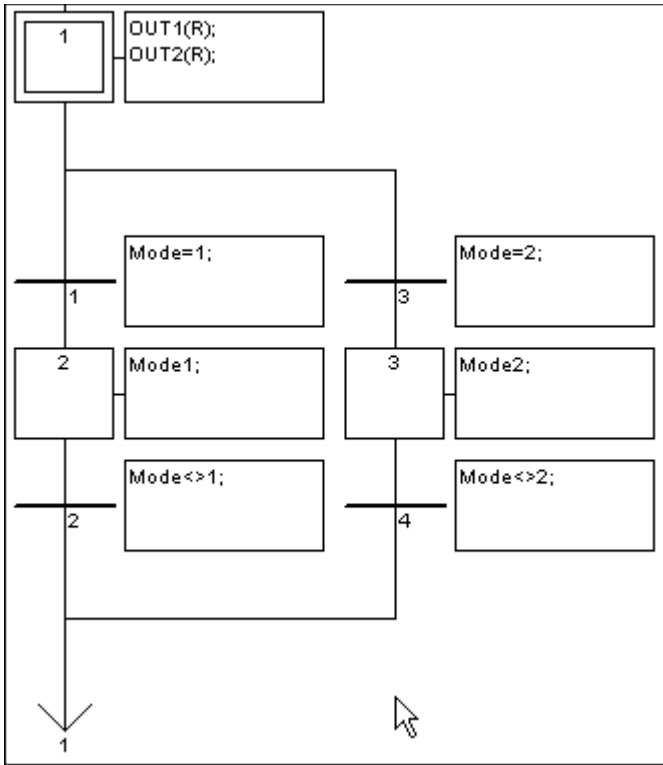 1
OUT1(R);
OUT2(R);
Mode=1;
1
Mode=2;
3
2
Mode1;
3
Mode2;
Mode<>1;
2
Mode<>2;
4
1